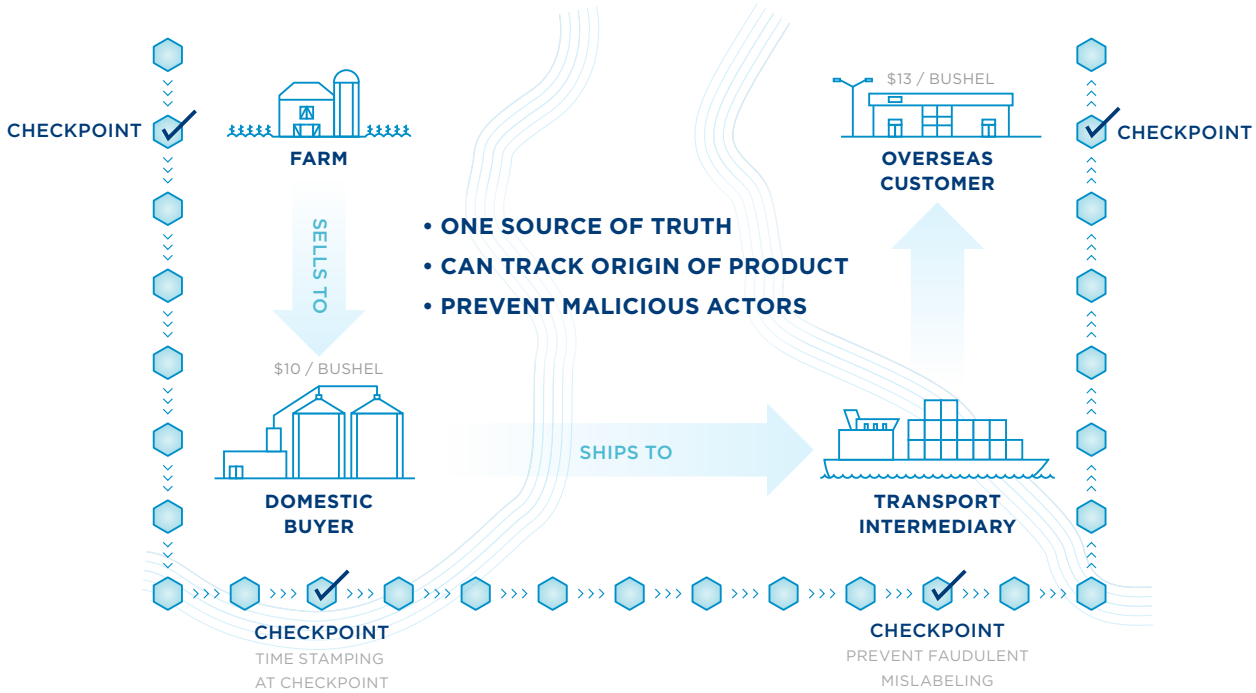 $13 / BUSHEL
CHECKPOINT
CHECKPOINT
FARM
OVERSEAS
CUSTOMER
SELLS TO
• ONE SOURCE OF TRUTH
• CAN TRACK ORIGIN OF PRODUCT
• PREVENT MALICIOUS ACTORS
$10 / BUSHEL
SHIPS TO
DOMESTIC
BUYER
TRANSPORT
INTERMEDIARY
CHECKPOINT
TIME STAMPING
AT CHECKPOINT
CHECKPOINT
PREVENT FAUDULENT
MISLABELING